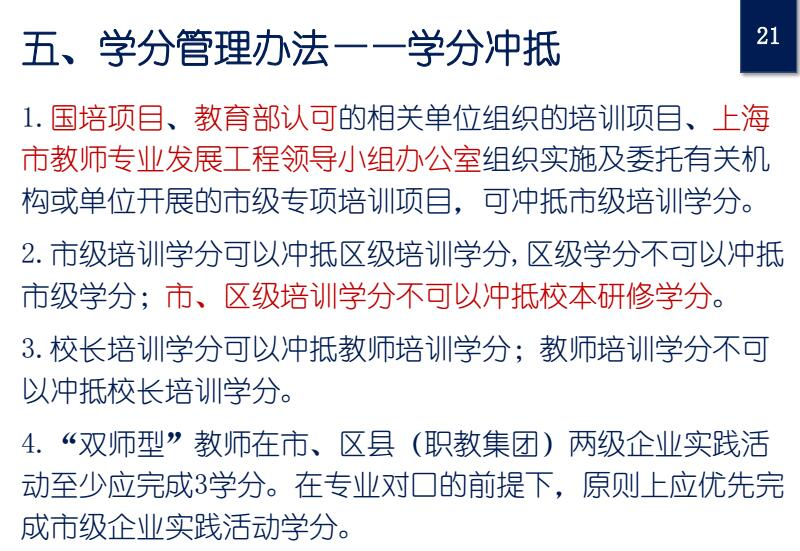 五、学分管理办法——学分冲抵
21
1.国培项目、教育部认可的相关单位组织的培训项目、上海
市教师专业发展工程领导小组办公室组织实施及委托有关机
构或单位开展的市级专项培训项目，可冲抵市级培训学分。
2.市级培训学分可以冲抵区级培训学分,区级学分不可以冲抵
市级学分；市、区级培训学分不可以冲抵校本研修学分。
3.校长培训学分可以冲抵教师培训学分；教师培训学分不可
以冲抵校长培训学分。
4.“双师型”教师在市、区县（职教集团）两级企业实践活
动至少应完成3学分。在专业对口的前提下，原则上应优先完
成市级企业实践活动学分。